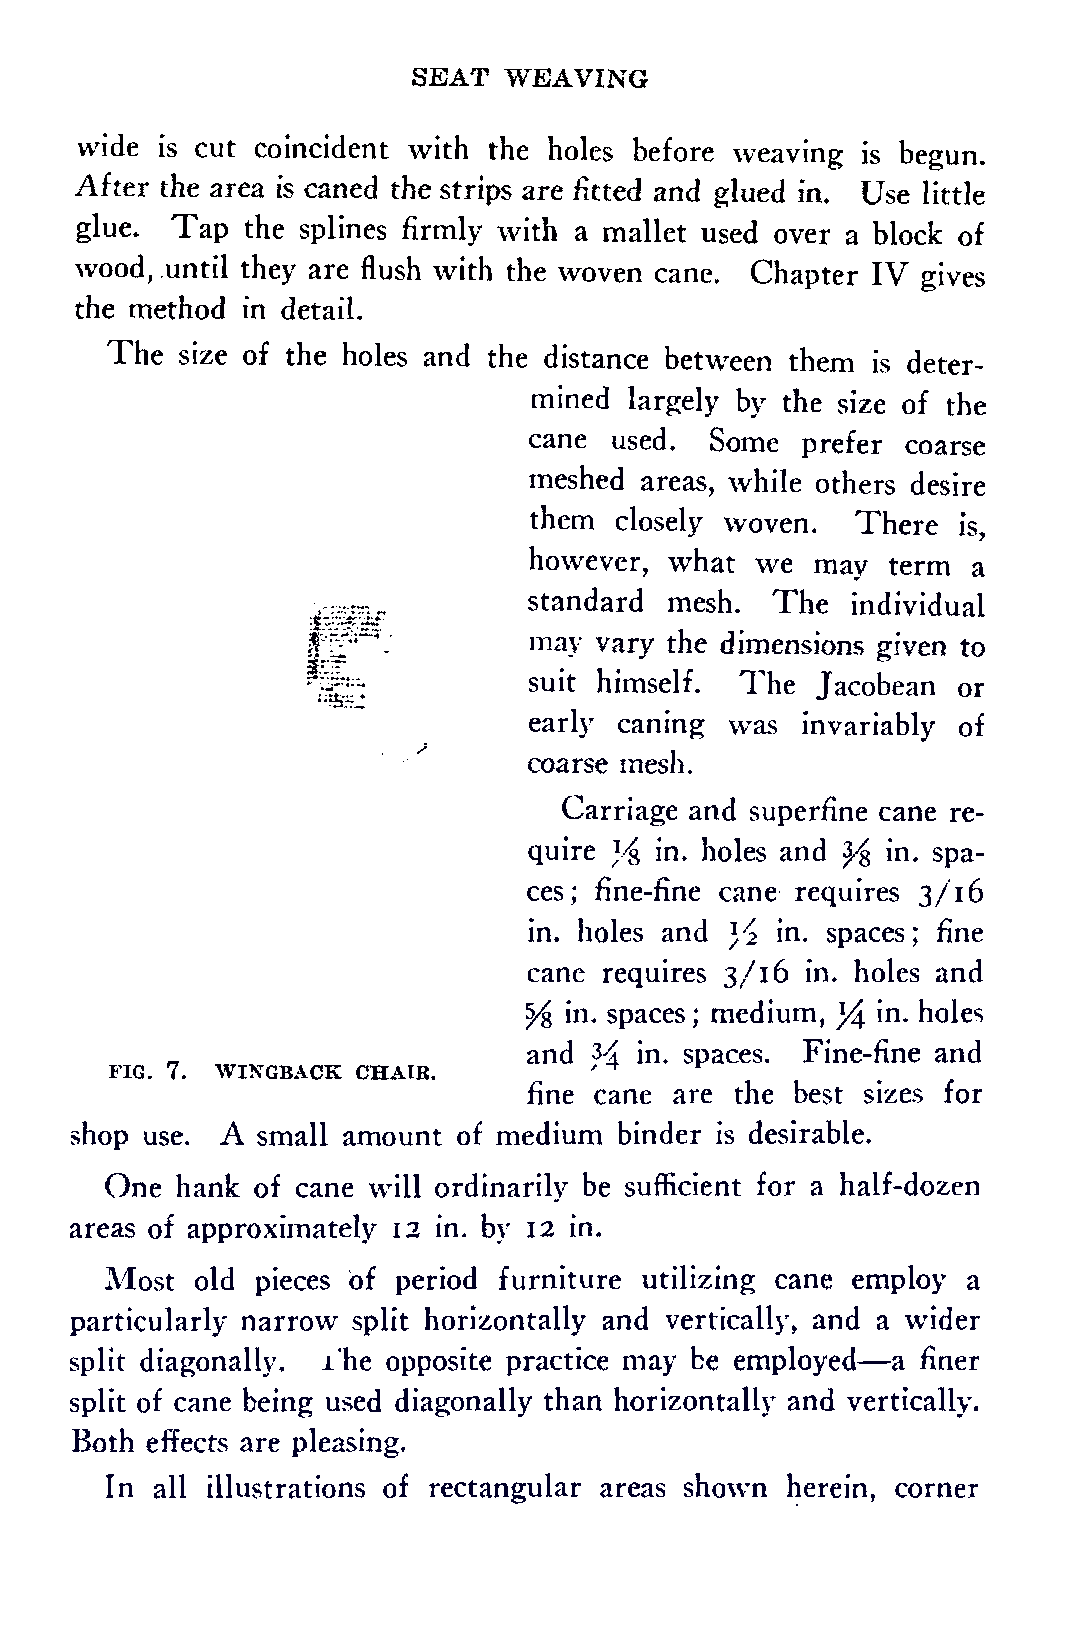 SEAT WEAVING
wide is cut coincident with the holes before weaving is begun.
After the area is caned the strips are fitted and glued in. Use little
glue. Tap the splines firmly with a mallet used over a block of
wood, until they are flush with the woven cane. Chapter IV gives
the method in detail.
The size of the holes and the distance between them is deter-
mined largely by the size of the
cane used. Some prefer coarse
meshed areas, while others desire
them closely woven. There is,
however, what we may term a
standard mesh. The individual
may vary the dimensions given to
suit himself. The Jacobean or
early caning was invariably of
coarse mesh.
Carriage and superfine cane re-
quire ⅛ in. holes and ⅜ in. spa-
ces; fine-fine cane requires 3/16
in. holes and ½ in. spaces; fine
cane requires 3/16 in. holes and
⅝ in. spaces; medium, ¼ in. holes
and ¾ in. spaces. Fine-fine and
fine cane are the best sizes for
FIG. 7. WINGBACK CHAIR.
shop use. A small amount of medium binder is desirable.
One hank of cane will ordinarily be sufficient for a half-dozen
areas of approximately 12 in. by 12 in.
Most old pieces of period furniture utilizing cane employ a
particularly narrow split horizontally and vertically, and a wider
split diagonally. The opposite practice may be employed—a finer
split of cane being used diagonally than horizontally and vertically.
Both effects are pleasing.
In all illustrations of rectangular areas shown herein, corner